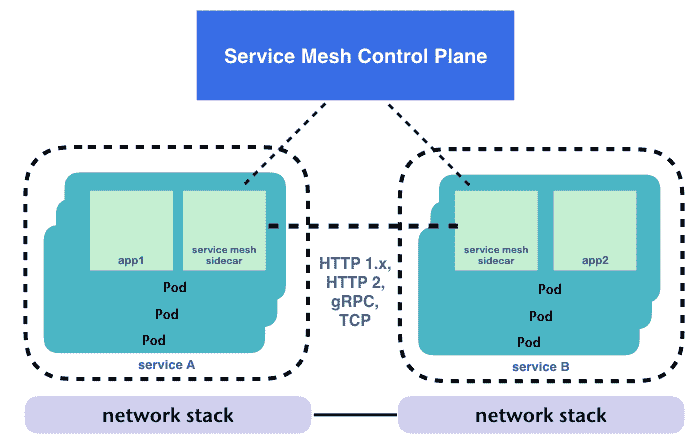 Service Mesh Control Plane
app1
service mesh
sidecar
Pod
Pod
Pod
service A
HTTP 1.x,
HTTP 2,
gRPC,
TCP
service mesh
sidecar
app2
Pod
Pod
Pod
service B
network stack
network stack